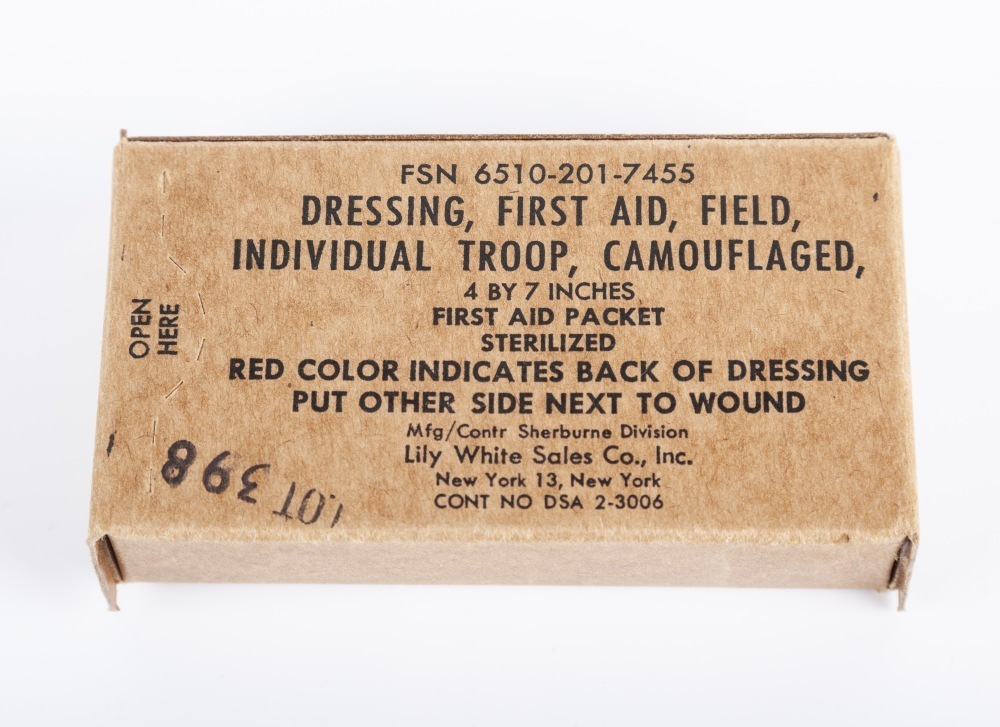 FSN 6510-201-7455
DRESSING, FIRST AID, FIELD,
INDIVIDUAL TROOP, CAMOUFLAGED,
4 BY 7 INCHES
FIRST AID PACKET
STERILIZED
RED COLOR INDICATES BACK OF DRESSING
PUT OTHER SIDE NEXT TO WOUND
Mfg/Contr Sherburne Division
Lily White Sales Co., Inc.
New York 13, New York
CONT NO DSA 2-3006
OPEN
HERE
LOT 398